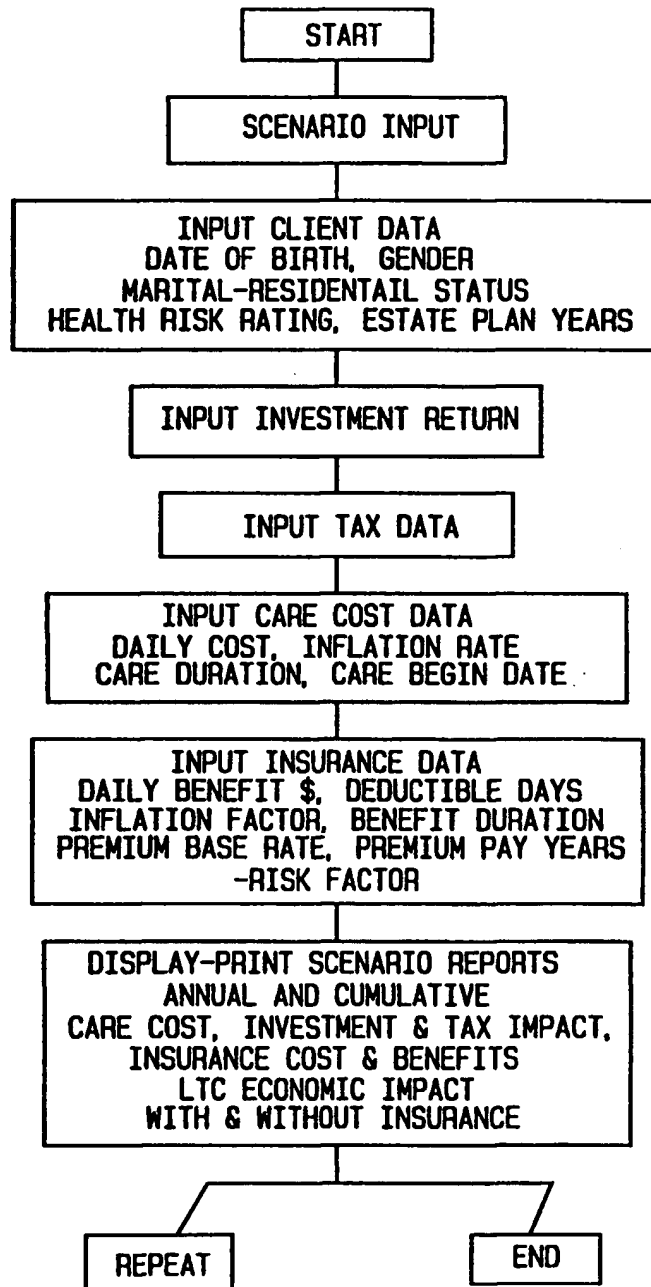 START
SCENARIO INPUT
INPUT CLIENT DATA
DATE OF BIRTH, GENDER
MARITAL-RESIDENTAIL STATUS
HEALTH RISK RATING, ESTATE PLAN YEARS
INPUT INVESTMENT RETURN
INPUT TAX DATA
INPUT CARE COST DATA
DAILY COST, INFLATION RATE
CARE DURATION, CARE BEGIN DATE
INPUT INSURANCE DATA
DAILY BENEFIT $, DEDUCTIBLE DAYS
INFLATION FACTOR, BENEFIT DURATION
PREMIUM BASE RATE, PREMIUM PAY YEARS
-RISK FACTOR
DISPLAY-PRINT SCENARIO REPORTS
ANNUAL AND CUMULATIVE
CARE COST, INVESTMENT & TAX IMPACT,
INSURANCE COST & BENEFITS
LTC ECONOMIC IMPACT
WITH & WITHOUT INSURANCE
REPEAT
END